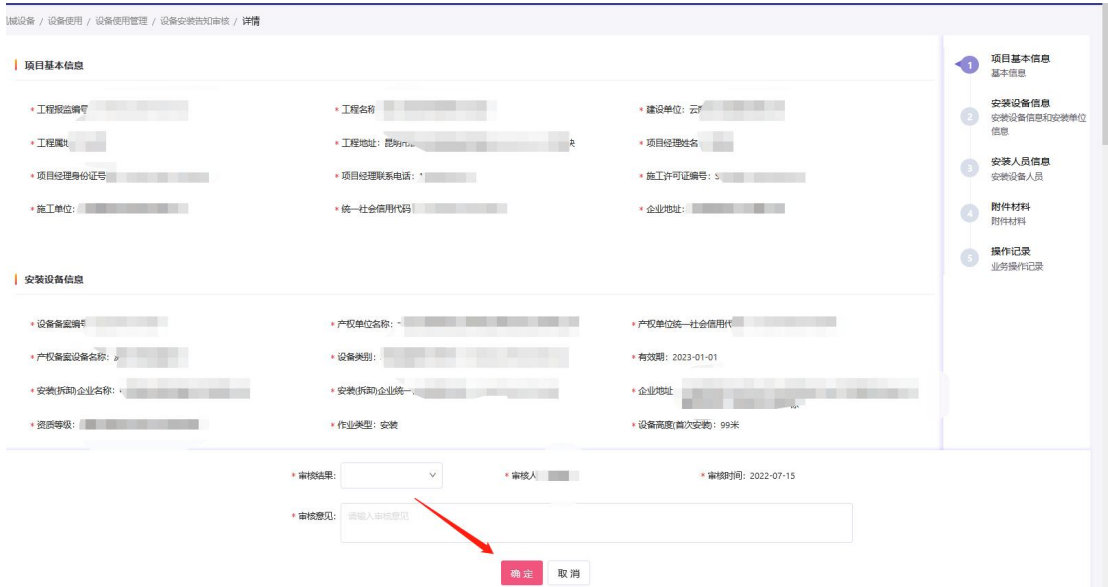 械设备 / 设备使用 / 设备使用管理 / 设备安装告知审核 / 详情
项目基本信息
* 工程报监编号
* 工程名称
* 建设单位：云
* 工程属地
* 工程地址：昆明市
* 项目经理姓名
* 项目经理身份证号
* 项目经理联系电话：
* 施工许可证编号：
* 施工单位：
* 统一社会信用代码
* 企业地址：
安装设备信息
* 设备备案编号
* 产权单位名称：
* 产权单位统一社会信用代
* 产权备案设备名称：
* 设备类别：
* 有效期：2023-01-01
* 安装(拆卸)企业名称：
* 安装(拆卸)企业统一
* 企业地址
* 资质等级：
* 作业类型：安装
* 设备高度(首次安装)：99米
* 审核结果：
* 审核人
* 审核时间：2022-07-15
* 审核意见：
请输入审核意见
确 定
取 消
1
项目基本信息
基本信息
2
安装设备信息
安装设备信息和安装单位
信息
3
安装人员信息
安装设备人员
4
附件材料
附件材料
5
操作记录
业务操作记录